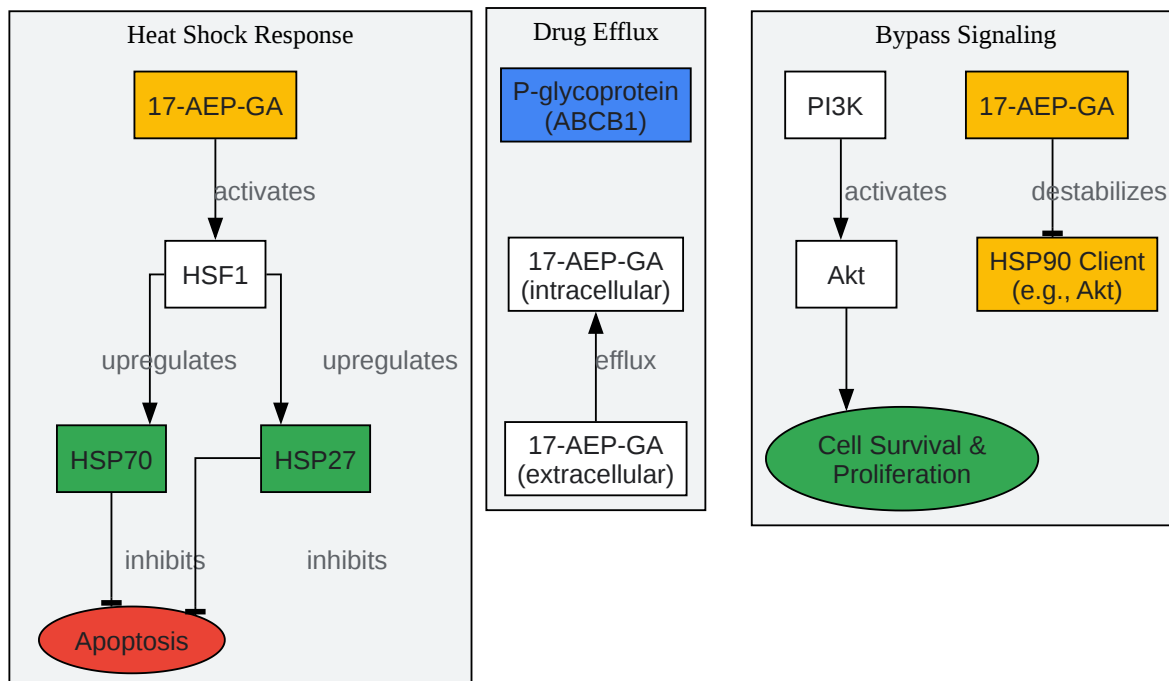 Heat Shock Response
17-AEP-GA
activates
HSF1
upregulates
upregulates
HSP70
HSP27
inhibits
inhibits
Apoptosis
Drug Efflux
P-glycoprotein
(ABCB1)
17-AEP-GA
(intracellular)
efflux
17-AEP-GA
(extracellular)
Bypass Signaling
PI3K
17-AEP-GA
activates
destabilizes
Akt
HSP90 Client
(e.g., Akt)
Cell Survival &
Proliferation